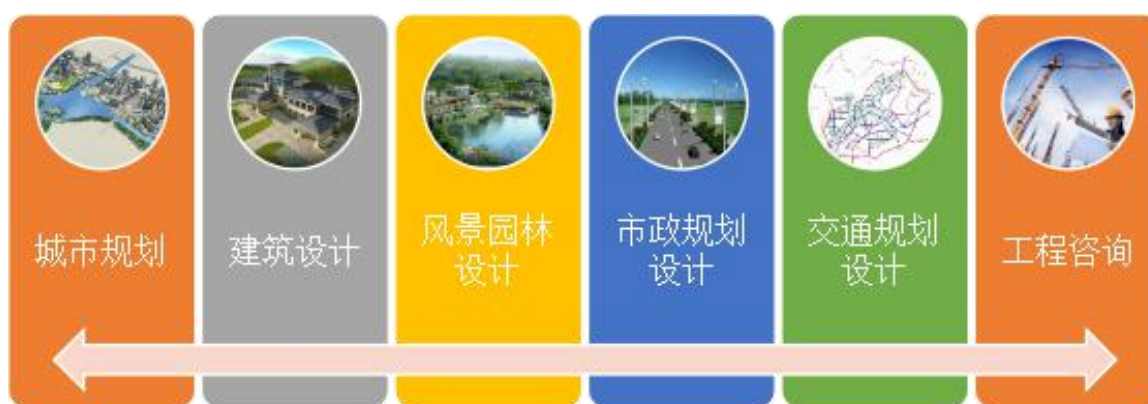 城市规划
建筑设计
风景园林
设计
市政规划
设计
交通规划
设计
工程咨询